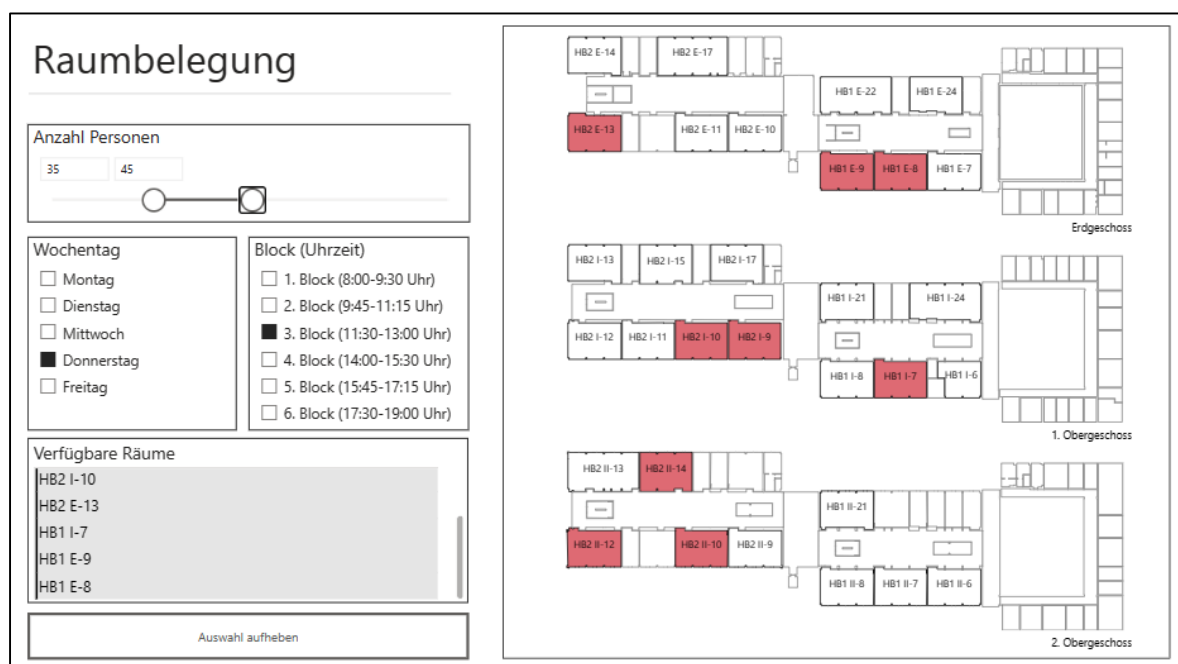 Raumbelegung
Anzahl Personen
35 45
Wochentag
Montag
Dienstag
Mittwoch
Donnerstag
Freitag
Block (Uhrzeit)
1. Block (8:00-9:30 Uhr)
2. Block (9:45-11:15 Uhr)
3. Block (11:30-13:00 Uhr)
4. Block (14:00-15:30 Uhr)
5. Block (15:45-17:15 Uhr)
6. Block (17:30-19:00 Uhr)
Verfügbare Räume
HB2 I-10
HB2 E-13
HB1 I-7
HB1 E-9
HB1 E-8
Auswahl aufheben
HB2 E-14 HB2 E-17
HB1 E-22 HB1 E-24
HB2 E-13 HB2 E-11 HB2 E-10
HB1 E-9 HB1 E-8 HB1 E-7
Erdgeschoss
HB2 I-13 HB2 I-15 HB2 I-17
HB1 I-21 HB1 I-24
HB2 I-12 HB2 I-11 HB2 I-10 HB2 I-9
HB1 I-8 HB1 I-7 HB1 I-6
1. Obergeschoss
HB2 II-13 HB2 II-14
HB1 II-21
HB2 II-12 HB2 II-10 HB2 II-9
HB1 II-8 HB1 II-7 HB1 II-6
2. Obergeschoss